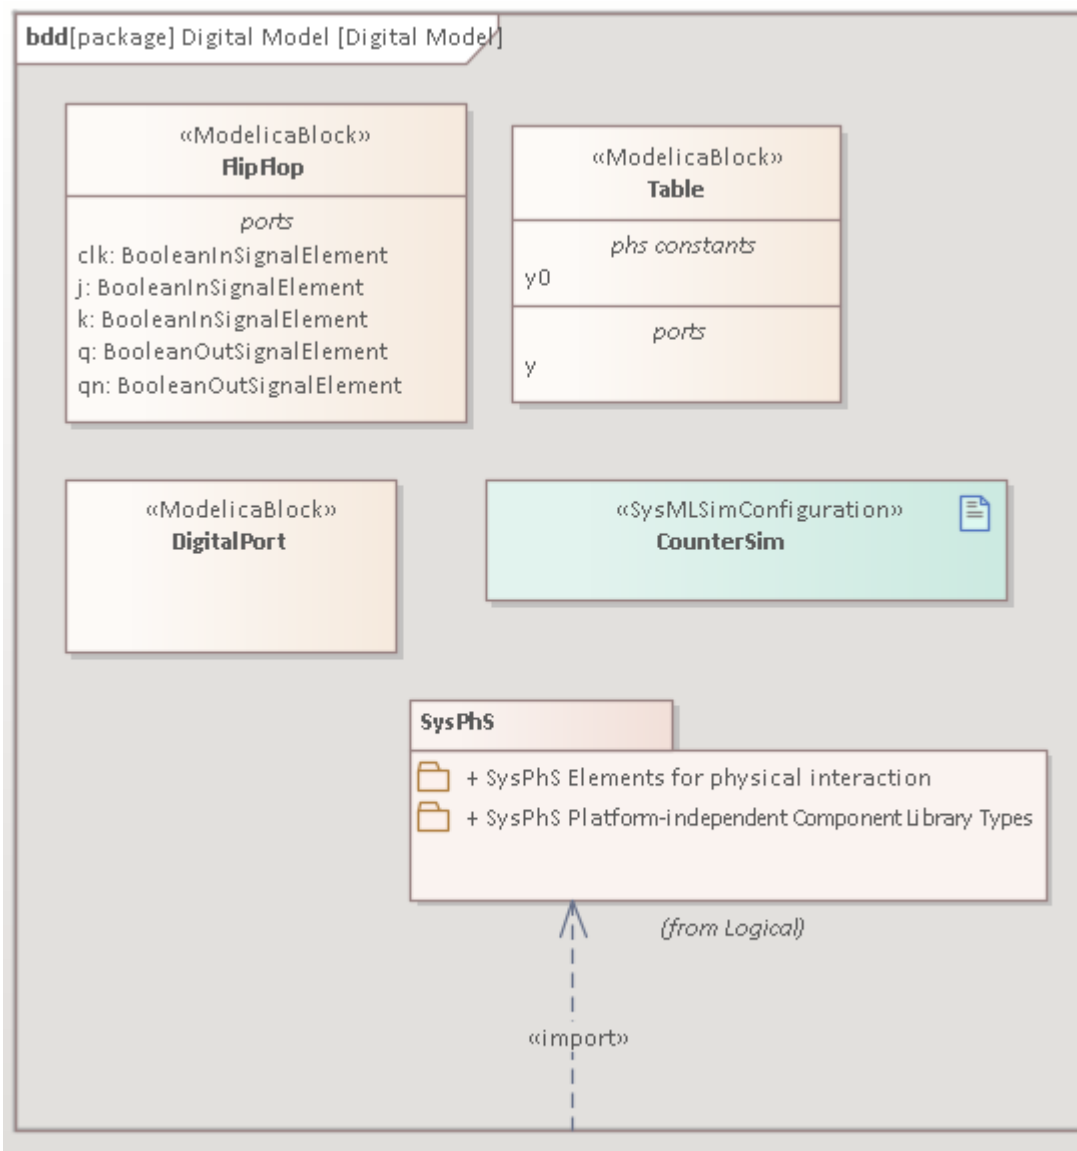 bdd[package] Digital Model [Digital Model]
«ModelicaBlock»
FlipFlop
ports
clk: BooleanInSignalElement
j: BooleanInSignalElement
k: BooleanInSignalElement
q: BooleanOutSignalElement
qn: BooleanOutSignalElement
«ModelicaBlock»
Table
phs constants
y0
ports
y
«ModelicaBlock»
DigitalPort
«SysMLSimConfiguration»
CounterSim
SysPhS
+ SysPhS Elements for physical interaction
+ SysPhS Platform-independent Component Library Types
(from Logical)
«import»